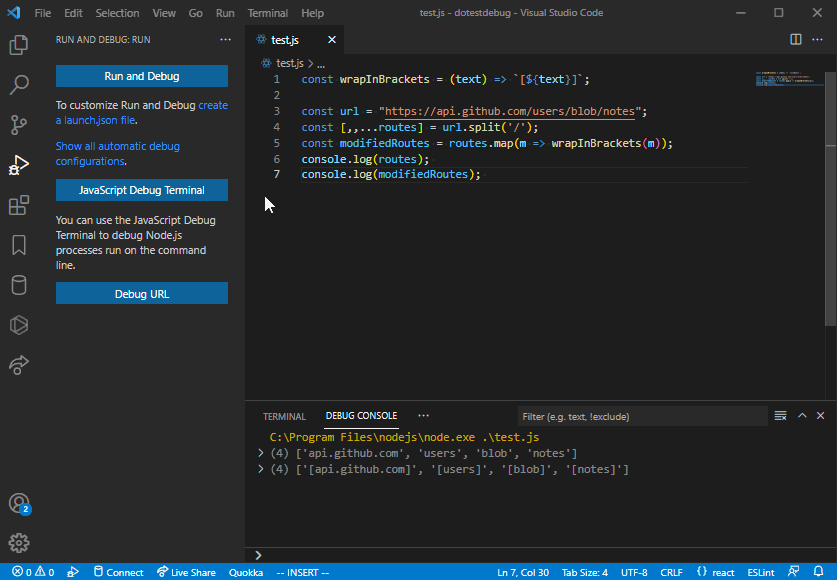 File Edit Selection View Go Run Terminal Help test.js - dotestdebug - Visual Studio Code
RUN AND DEBUG: RUN ···
Run and Debug
To customize Run and Debug create
a launch.json file.
Show all automatic debug
configurations.
JavaScript Debug Terminal
You can use the JavaScript Debug
Terminal to debug Node.js
processes run on the command
line.
Debug URL
test.js
test.js > ...
1 const wrapInBrackets = (text) => `[${text}]`;
2
3 const url = "https://api.github.com/users/blob/notes";
4 const [,,...routes] = url.split('/');
5 const modifiedRoutes = routes.map(m => wrapInBrackets(m));
6 console.log(routes);
7 console.log(modifiedRoutes);
TERMINAL DEBUG CONSOLE ··· Filter (e.g. text, !exclude)
C:\Program Files\nodejs\node.exe .\test.js
> (4) ['api.github.com', 'users', 'blob', 'notes']
> (4) ['[api.github.com]', '[users]', '[blob]', '[notes]']
>
2
0 0 Connect Live Share Quokka -- INSERT -- Ln 7, Col 30 Tab Size: 4 UTF-8 CRLF {} react ESLint